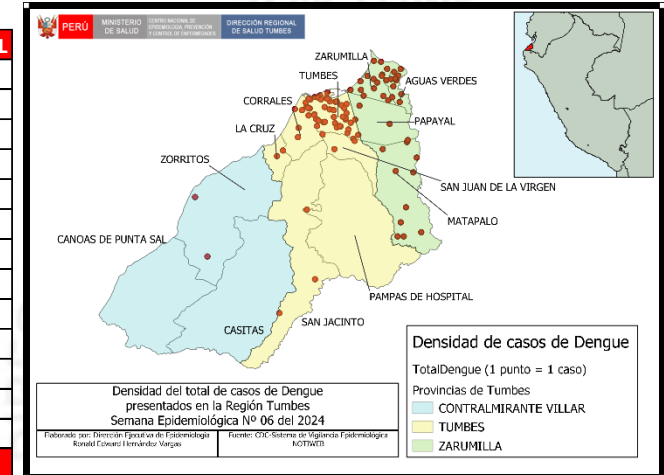 L
PERÚ
MINISTERIO
DE SALUD
CENTRO NACIONAL DE
EPIDEMIOLOGÍA, PREVENCIÓN
Y CONTROL DE ENFERMEDADES
DIRECCIÓN REGIONAL
DE SALUD TUMBES
ZARUMILLA
TUMBES
AGUAS VERDES
CORRALES
PAPAYAL
LA CRUZ
ZORRITOS
SAN JUAN DE LA VIRGEN
MATAPALO
CANOAS DE PUNTA SAL
PAMPAS DE HOSPITAL
SAN JACINTO
CASITAS
Densidad de casos de Dengue
TotalDengue (1 punto = 1 caso)
Provincias de Tumbes
CONTRALMIRANTE VILLAR
TUMBES
ZARUMILLA
Densidad del total de casos de Dengue
presentados en la Región Tumbes
Semana Epidemiológica Nº 06 del 2024
Elaborado por: Dirección Ejecutiva de Epidemiología
Ronald Edward Hernández Vargas
Fuente: CDC-Sistema de Vigilancia Epidemiológica
NOTIWEB